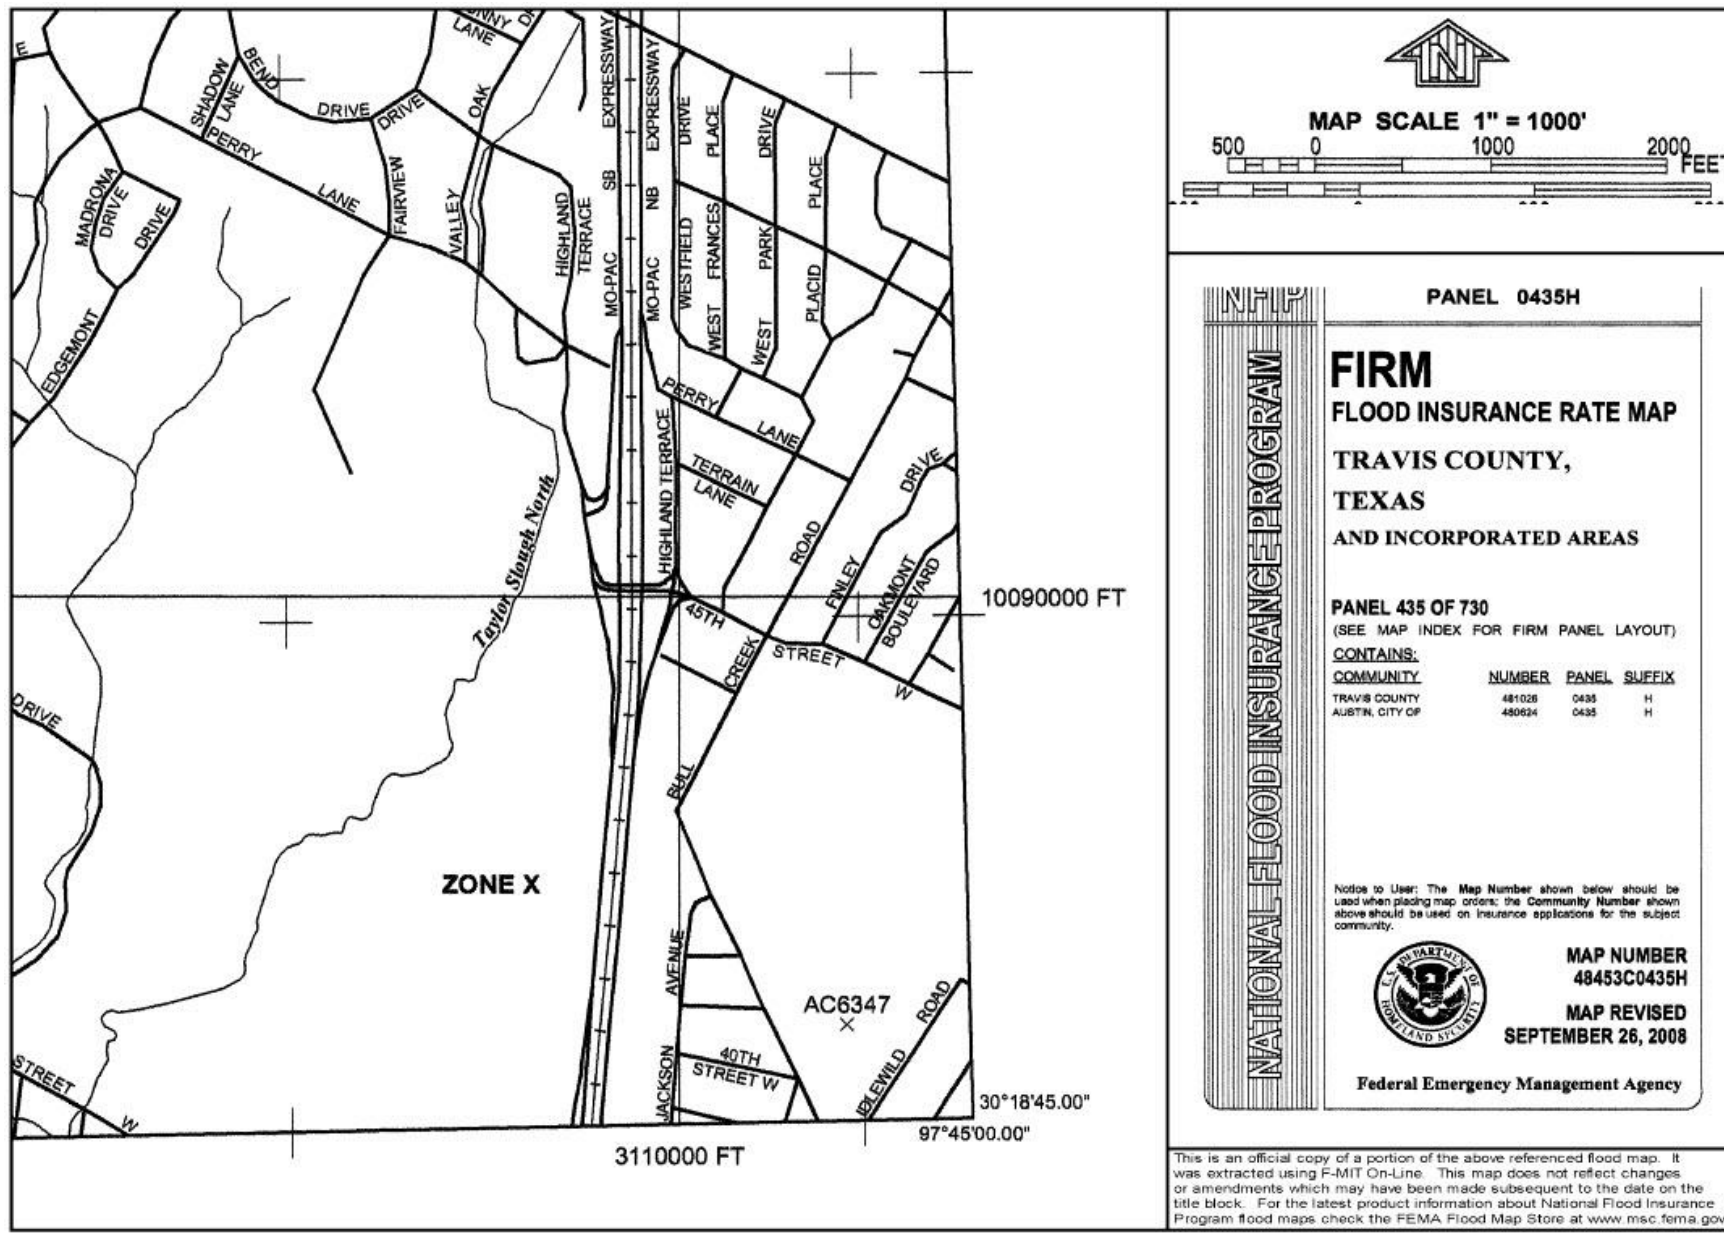 E
SUNNY
LANE
DR
BEND
SHADOW
LANE
DRIVE
DRIVE
OAK
PERRY
LANE
FAIRVIEW
VALLEY
MADRONA
DRIVE
DRIVE
EDGEMONT
HIGHLAND
TERRACE
MO-PAC SB EXPRESSWAY
MO-PAC NB EXPRESSWAY
WESTFIELD DRIVE
WEST FRANCES PLACE
WEST PARK DRIVE
PLACID PLACE
PERRY
LANE
HIGHLAND TERRACE
TERRAIN
LANE
Taylor Slough North
BULL CREEK ROAD
FINLEY DRIVE
OAKMONT
BOULEVARD
45TH
STREET
W
10090000 FT
DRIVE
ZONE X
JACKSON AVENUE
AC6347
40TH
STREET W
IDLEWILD ROAD
STREET
W
30°18'45.00"
97°45'00.00"
3110000 FT
N
MAP SCALE 1" = 1000'
500 0 1000 2000
FEET
NFIP
PANEL 0435H
NATIONAL FLOOD INSURANCE PROGRAM
FIRM
FLOOD INSURANCE RATE MAP
TRAVIS COUNTY,
TEXAS
AND INCORPORATED AREAS
PANEL 435 OF 730
(SEE MAP INDEX FOR FIRM PANEL LAYOUT)
CONTAINS:
COMMUNITY NUMBER PANEL SUFFIX
TRAVIS COUNTY 481026 0435 H
AUSTIN, CITY OF 480624 0435 H
Notice to User: The Map Number shown below should be
used when placing map orders; the Community Number shown
above should be used on insurance applications for the subject
community.
U.S. DEPARTMENT OF
HOMELAND SECURITY
MAP NUMBER
48453C0435H
MAP REVISED
SEPTEMBER 26, 2008
Federal Emergency Management Agency
This is an official copy of a portion of the above referenced flood map. It
was extracted using F-MIT On-Line. This map does not reflect changes
or amendments which may have been made subsequent to the date on the
title block. For the latest product information about National Flood Insurance
Program flood maps check the FEMA Flood Map Store at www.msc.fema.gov